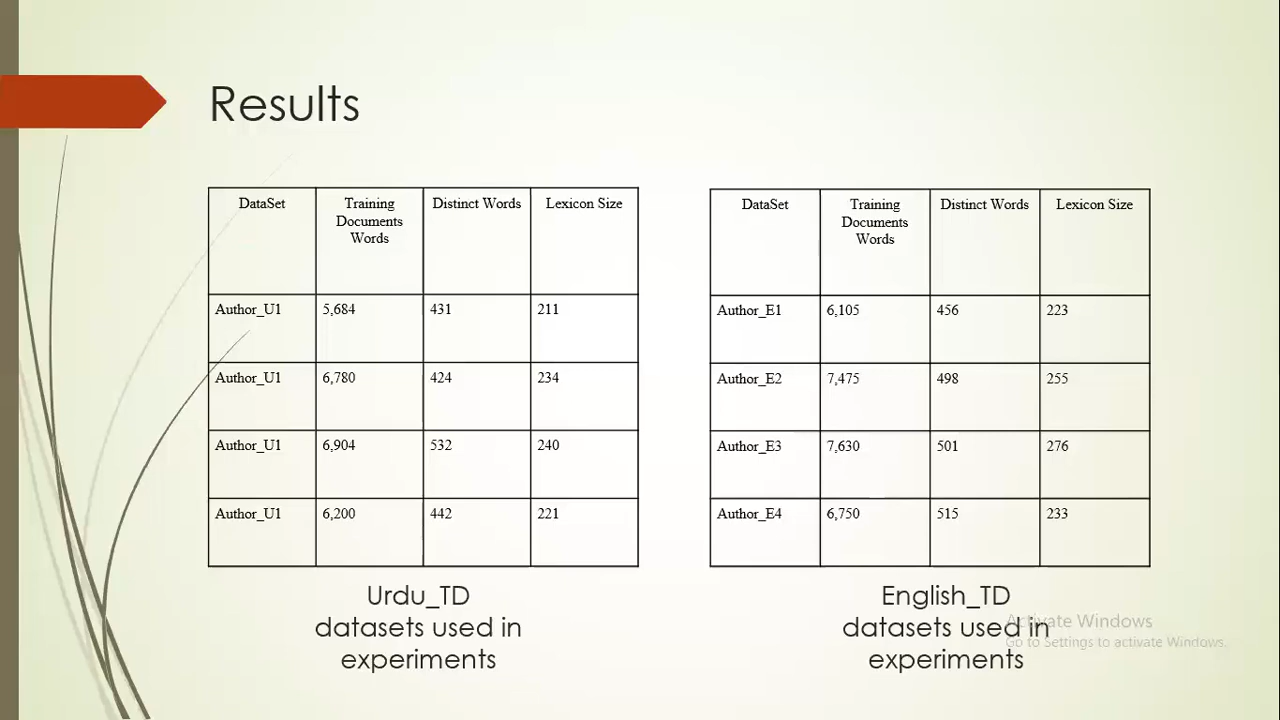 Results
DataSet Training Documents Words Distinct Words Lexicon Size
Author_U1 5,684 431 211
Author_U1 6,780 424 234
Author_U1 6,904 532 240
Author_U1 6,200 442 221
Urdu_TD
datasets used in
experiments
DataSet Training Documents Words Distinct Words Lexicon Size
Author_E1 6,105 456 223
Author_E2 7,475 498 255
Author_E3 7,630 501 276
Author_E4 6,750 515 233
English_TD
datasets used in
experiments
Activate Windows
Go to Settings to activate Windows.